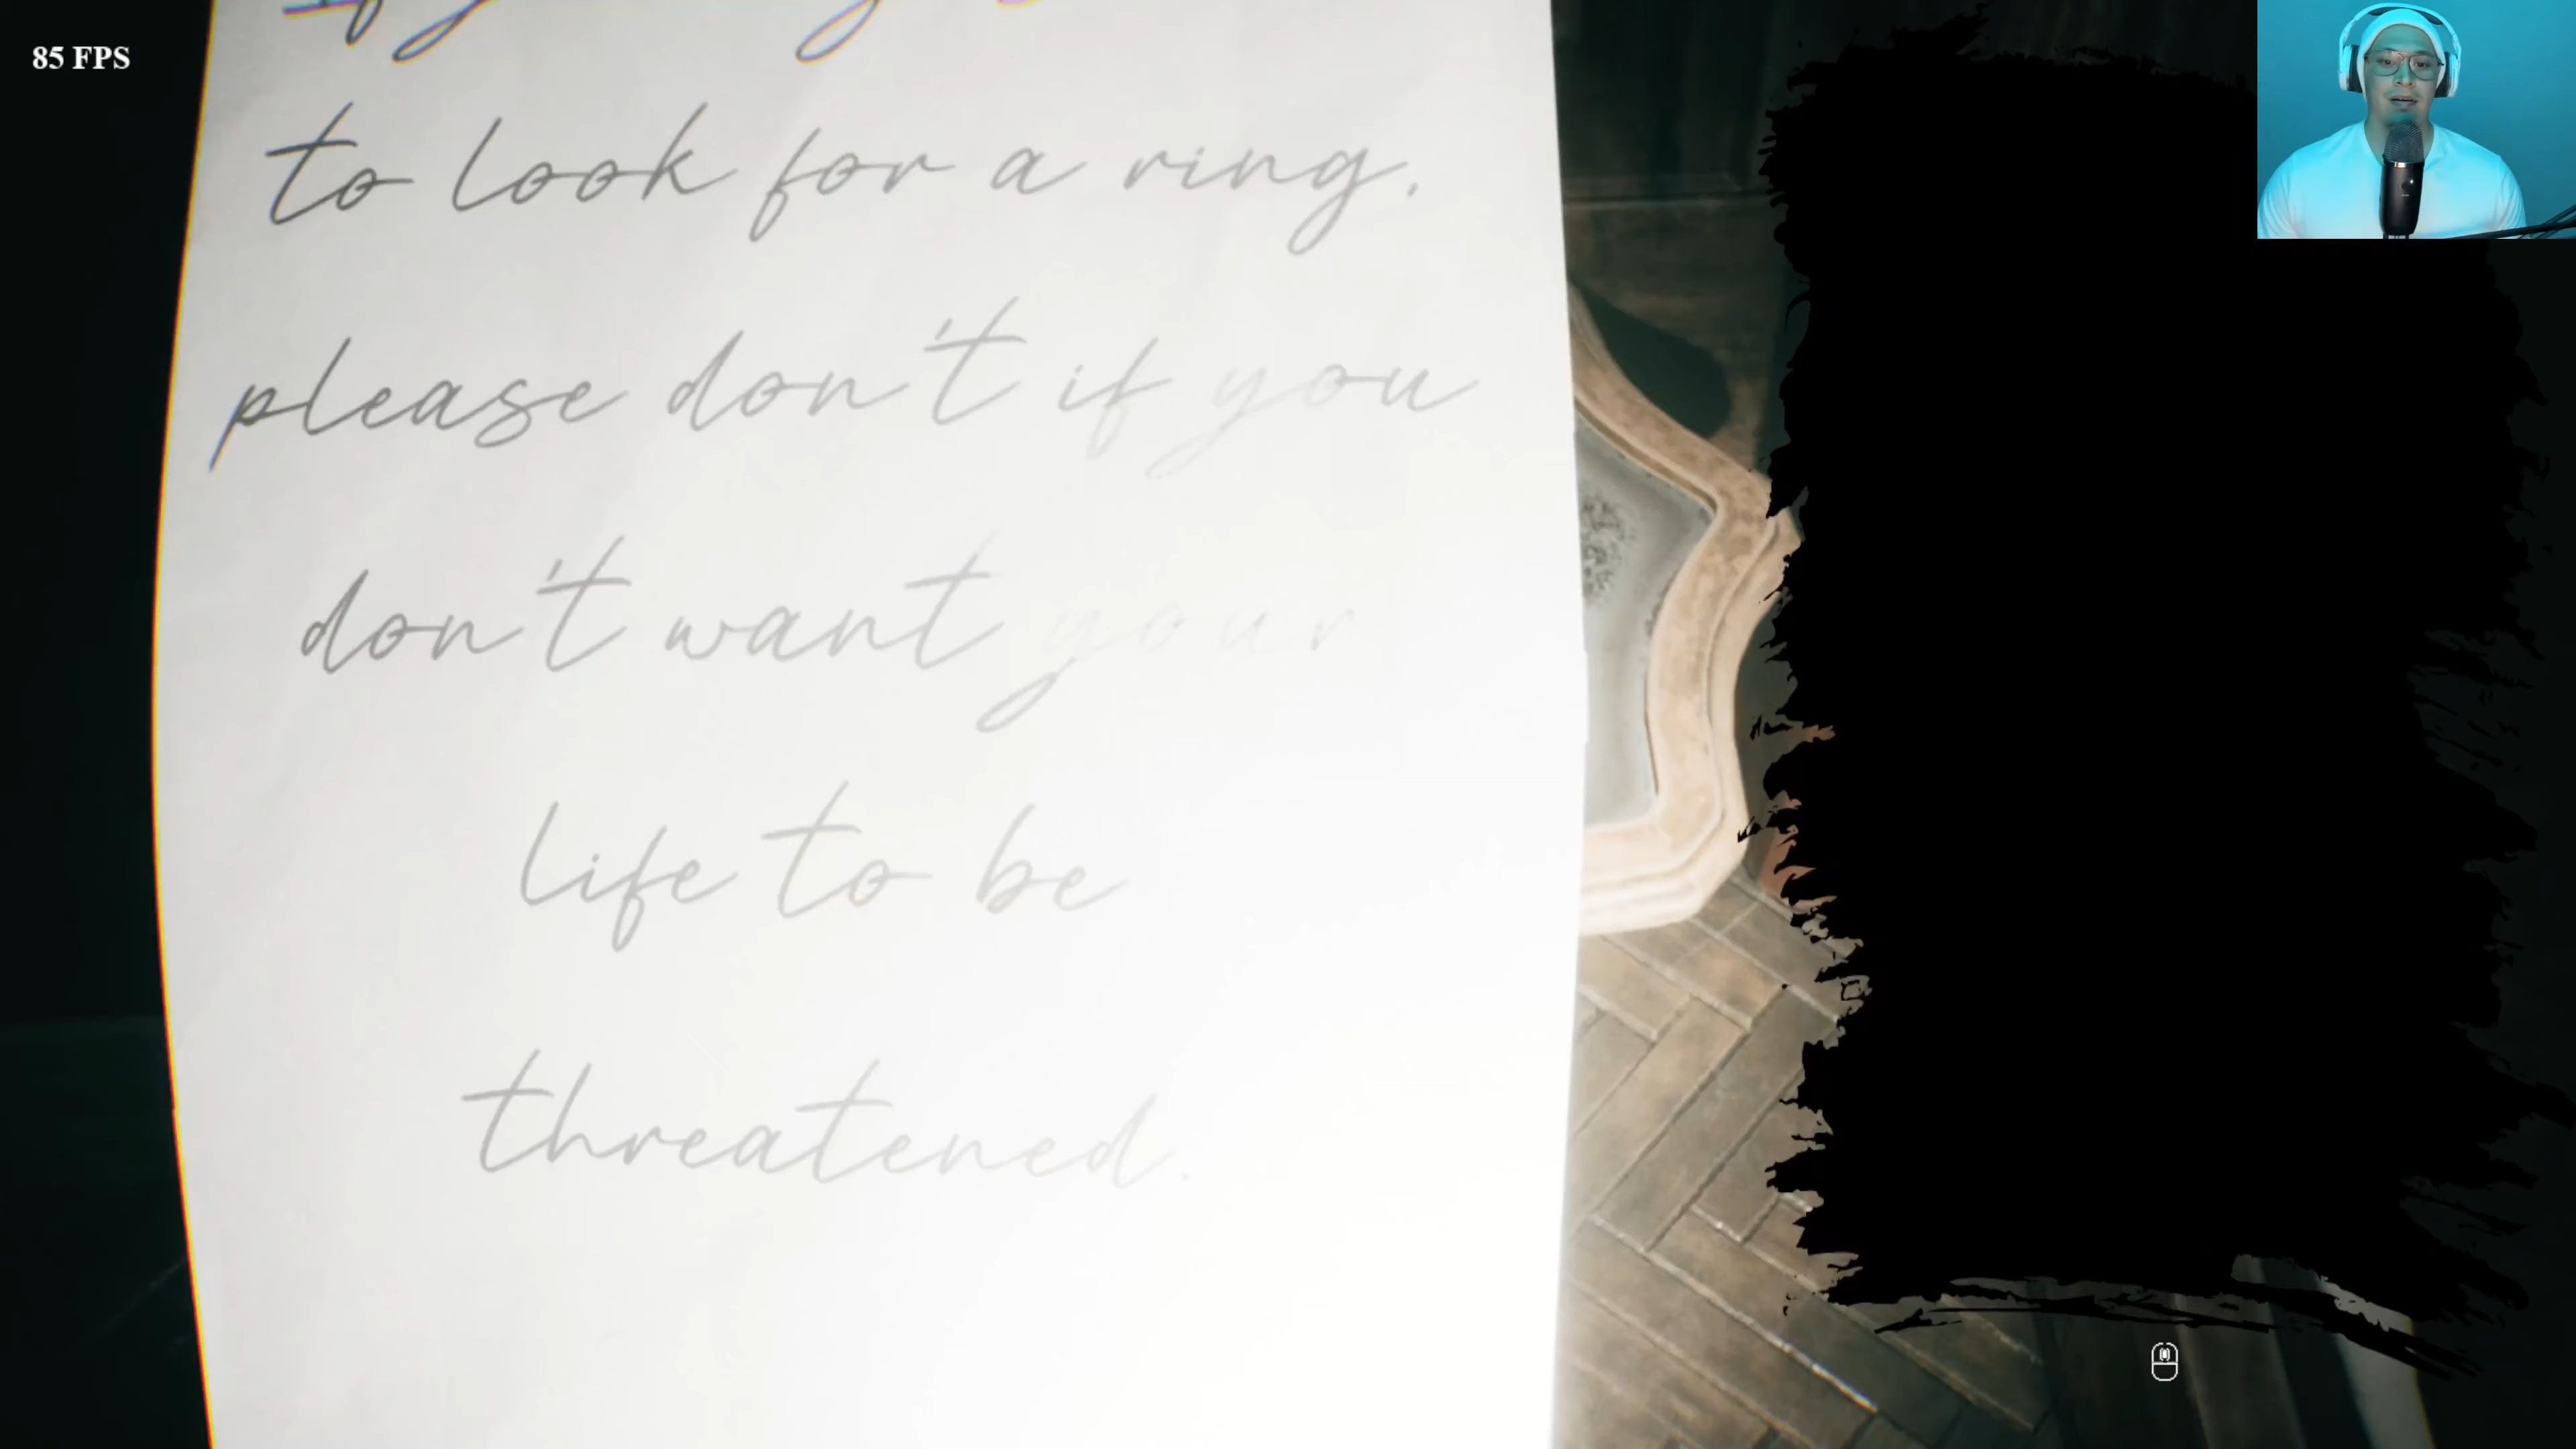 85 FPS
to look for a ring,
please don't if you
don't want your
life to be
threatened.